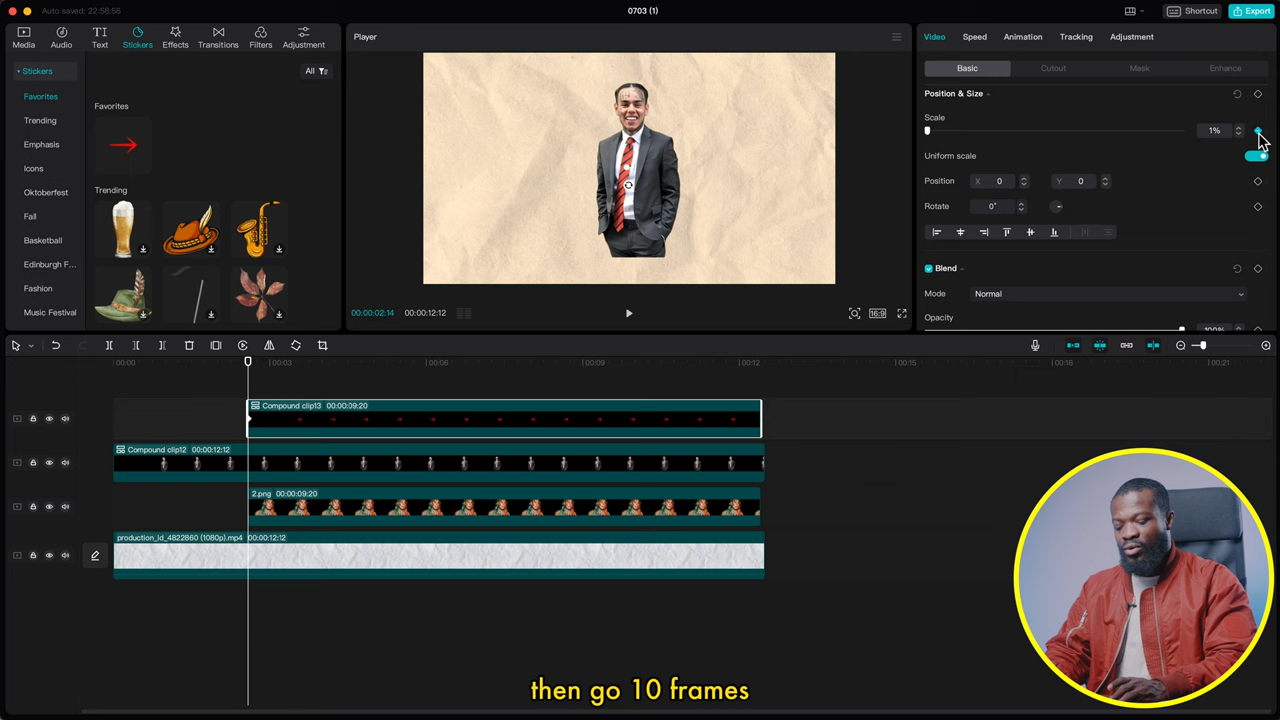 Auto saved: 22:58:56
0703 (1)
Shortcut
Export
Media
Audio
Text
Stickers
Effects
Transitions
Filters
Adjustment
Stickers
All
Favorites
Trending
Emphasis
Icons
Oktoberfest
Fall
Basketball
Edinburgh F...
Fashion
Music Festival
Favorites
Trending
Player
00:00:02:14
00:00:12:12
16:9
Video
Speed
Animation
Tracking
Adjustment
Basic
Cutout
Mask
Enhance
Position & Size
Scale
1%
Uniform scale
Position
X
0
Y
0
Rotate
0°
Blend
Mode
Normal
Opacity
100%
00:00
00:03
00:06
00:09
00:12
00:15
00:21
Compound clip13 00:00:09:20
Compound clip12 00:00:12:12
2.png 00:00:09:20
production_id_4822860 (1080p).mp4 00:00:12:12
then go 10 frames